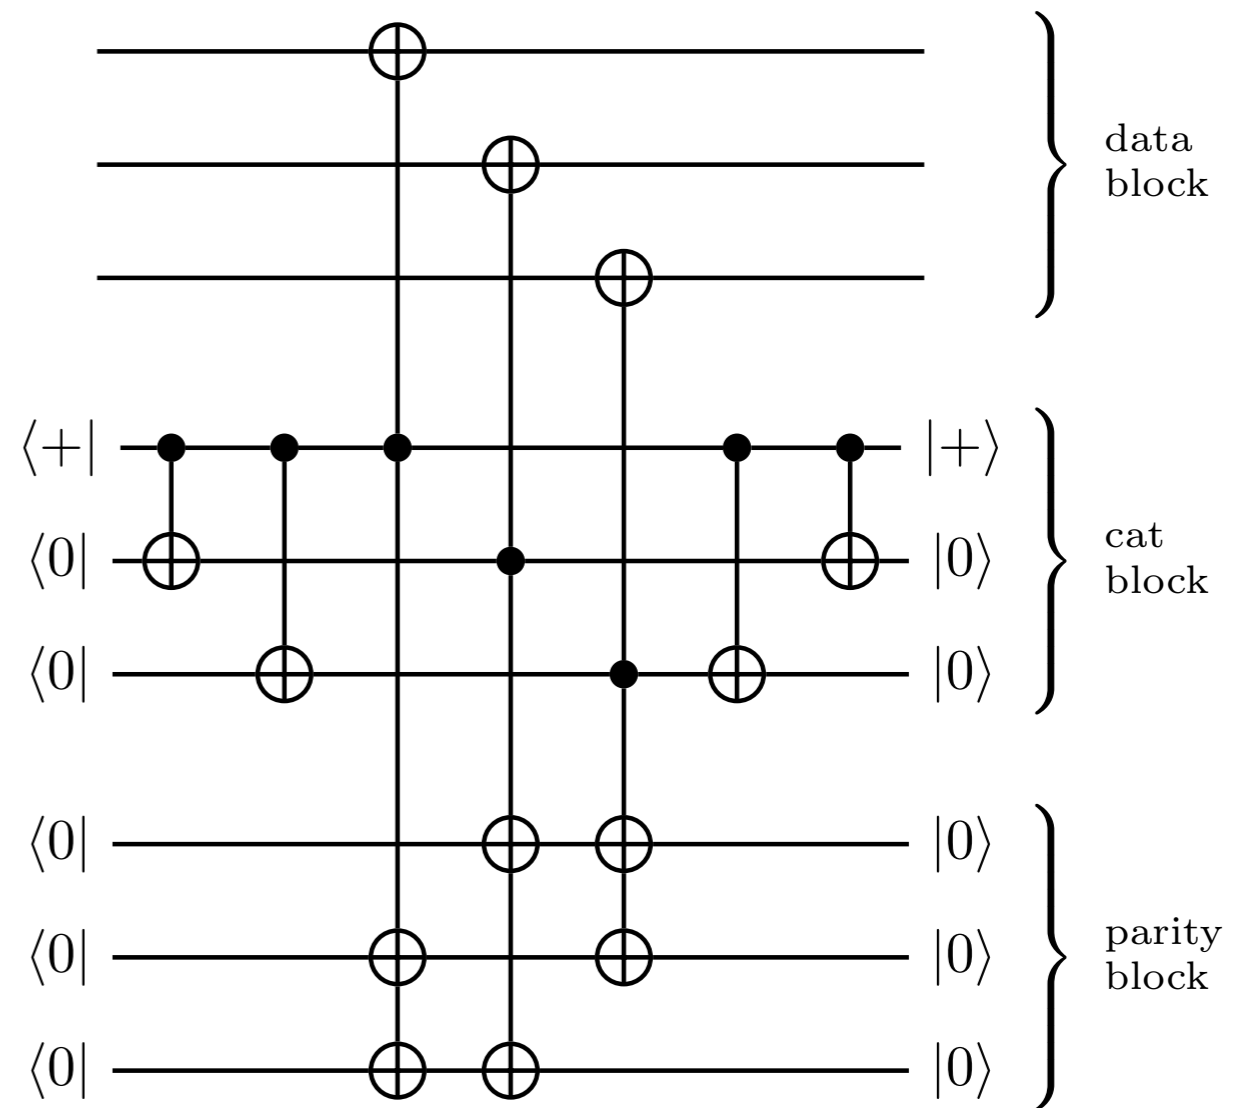 data
block
⟨+| |+⟩
⟨0| |0⟩
cat
block
⟨0| |0⟩
⟨0| |0⟩
⟨0| |0⟩
parity
block
⟨0| |0⟩